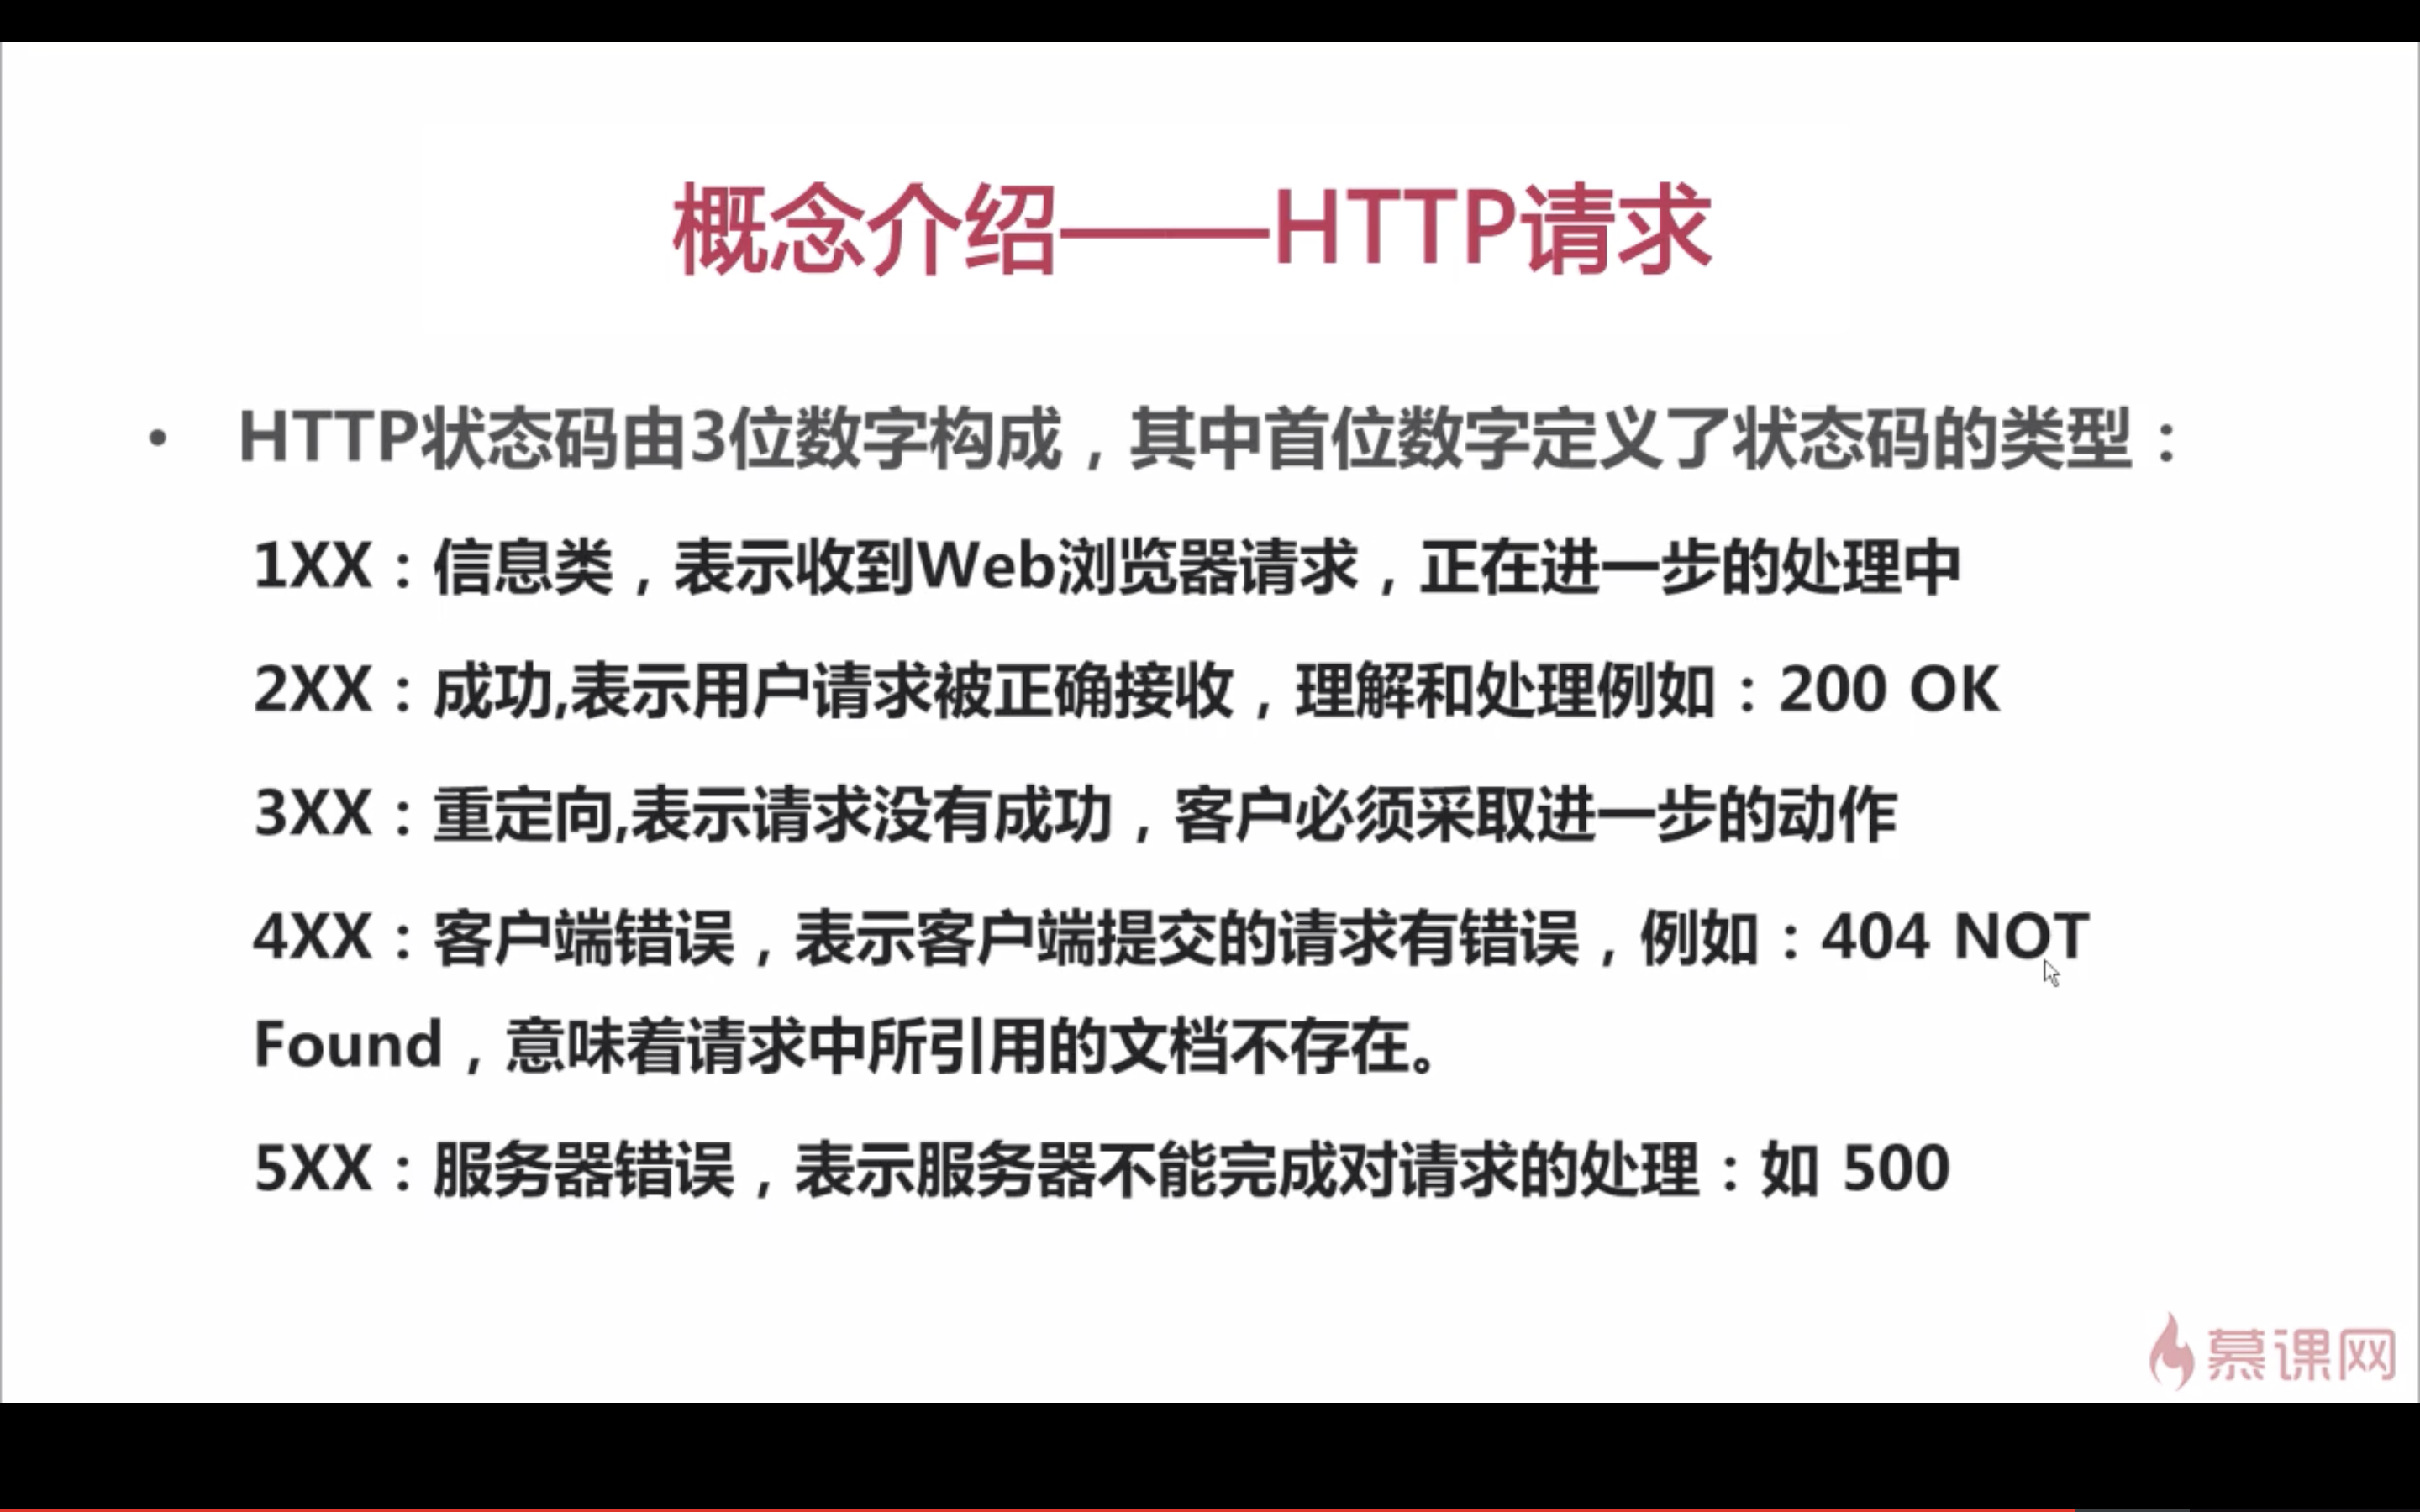 概念介绍——HTTP请求
• HTTP状态码由3位数字构成，其中首位数字定义了状态码的类型：
1XX：信息类，表示收到Web浏览器请求，正在进一步的处理中
2XX：成功,表示用户请求被正确接收，理解和处理例如：200 OK
3XX：重定向,表示请求没有成功，客户必须采取进一步的动作
4XX：客户端错误，表示客户端提交的请求有错误，例如：404 NOT
Found，意味着请求中所引用的文档不存在。
5XX：服务器错误，表示服务器不能完成对请求的处理：如 500
慕课网